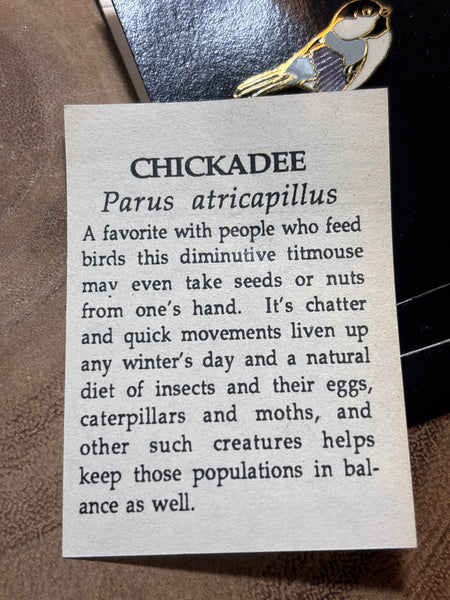 CHICKADEE
Parus atricapillus
A favorite with people who feed
birds this diminutive titmouse
may even take seeds or nuts
from one's hand. It's chatter
and quick movements liven up
any winter's day and a natural
diet of insects and their eggs,
caterpillars and moths, and
other such creatures helps
keep those populations in bal-
ance as well.